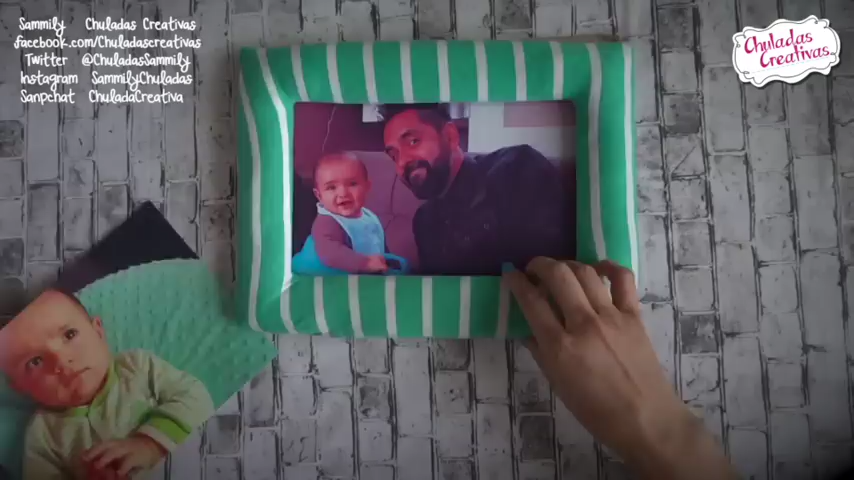 Sammily Chuladas Creativas
facebook.com/Chuladascreativas
Twitter @ChuladasSammily
Instagram SammilyChuladas
Sanpchat ChuladaCreativa
Chuladas
Creativas